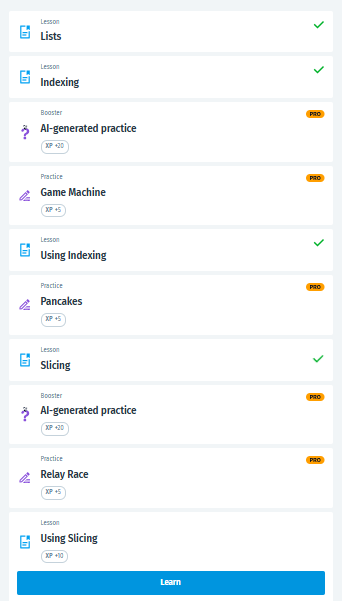 Lesson
Lists
Lesson
Indexing
Booster
PRO
AI-generated practice
XP +20
Practice
PRO
Game Machine
XP +5
Lesson
Using Indexing
Practice
PRO
Pancakes
XP +5
Lesson
Slicing
Booster
PRO
AI-generated practice
XP +20
Practice
PRO
Relay Race
XP +5
Lesson
Using Slicing
XP +10
Learn